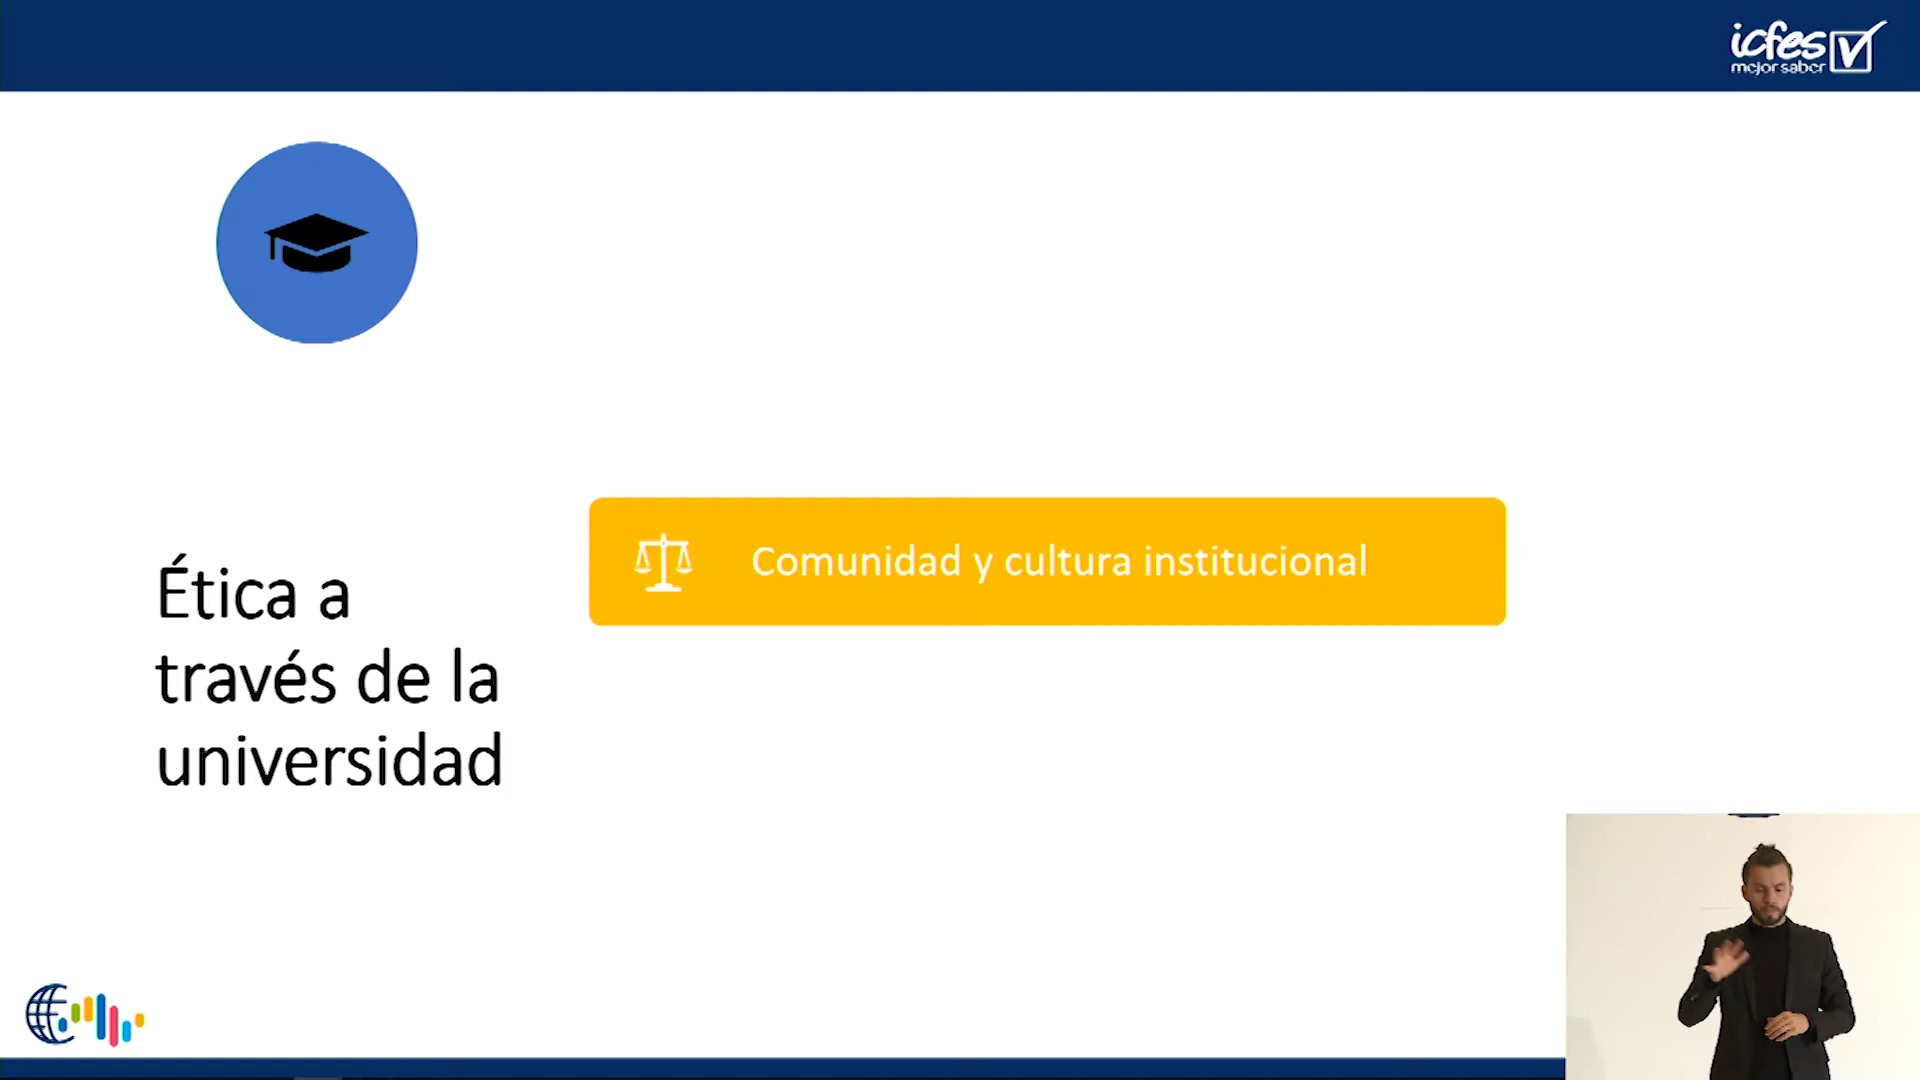 icfes
mejor saber
Ética a
través de la
universidad
Comunidad y cultura institucional